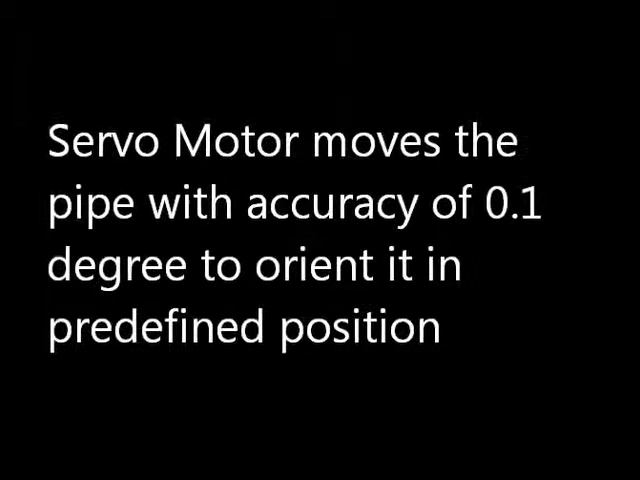 Servo Motor moves the
pipe with accuracy of 0.1
degree to orient it in
predefined position